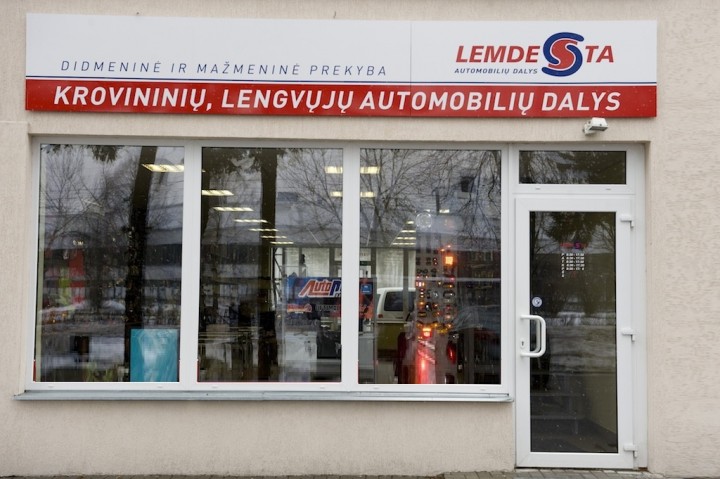 DIDMENINĖ IR MAŽMENINĖ PREKYBA
LEMDESTA
AUTOMOBILIŲ DALYS
KROVININIŲ, LENGVŲJŲ AUTOMOBILIŲ DALYS